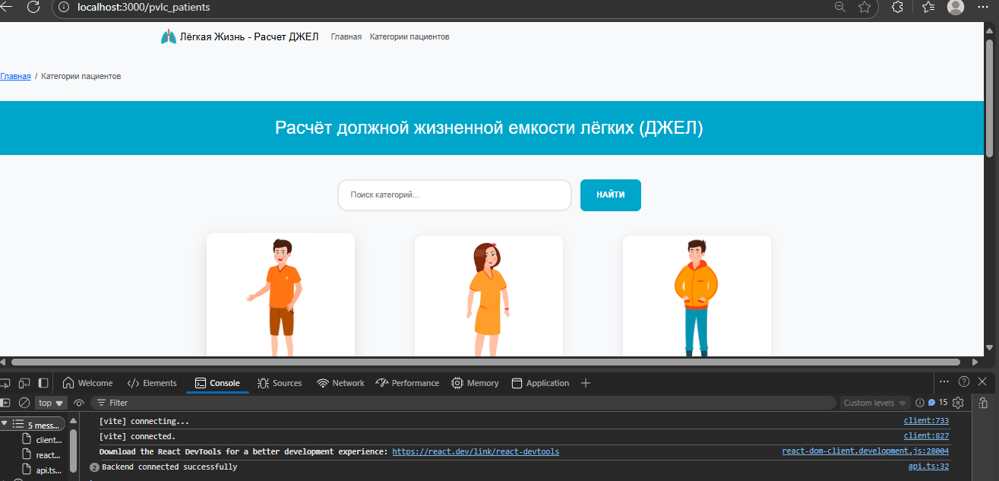 localhost:3000/pvlc_patients
Лёгкая Жизнь - Расчет ДЖЕЛ Главная Категории пациентов
Главная / Категории пациентов
Расчёт должной жизненной емкости лёгких (ДЖЕЛ)
Поиск категорий... НАЙТИ
Welcome Elements Console Sources Network Performance Memory Application
top Filter Custom levels 15
5 mess...
[vite] connecting... client:733
[vite] connected. client:827
client...
Download the React DevTools for a better development experience: https://react.dev/link/react-devtools react-dom-client.development.js:28004
react...
2 Backend connected successfully api.ts:32
api.ts...